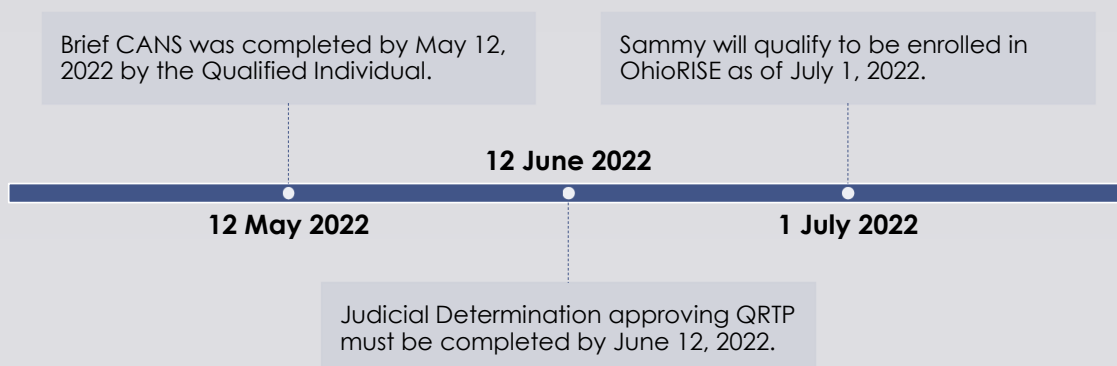 Brief CANS was completed by May 12,
2022 by the Qualified Individual.
Sammy will qualify to be enrolled in
OhioRISE as of July 1, 2022.
12 June 2022
12 May 2022
1 July 2022
Judicial Determination approving QRTP
must be completed by June 12, 2022.